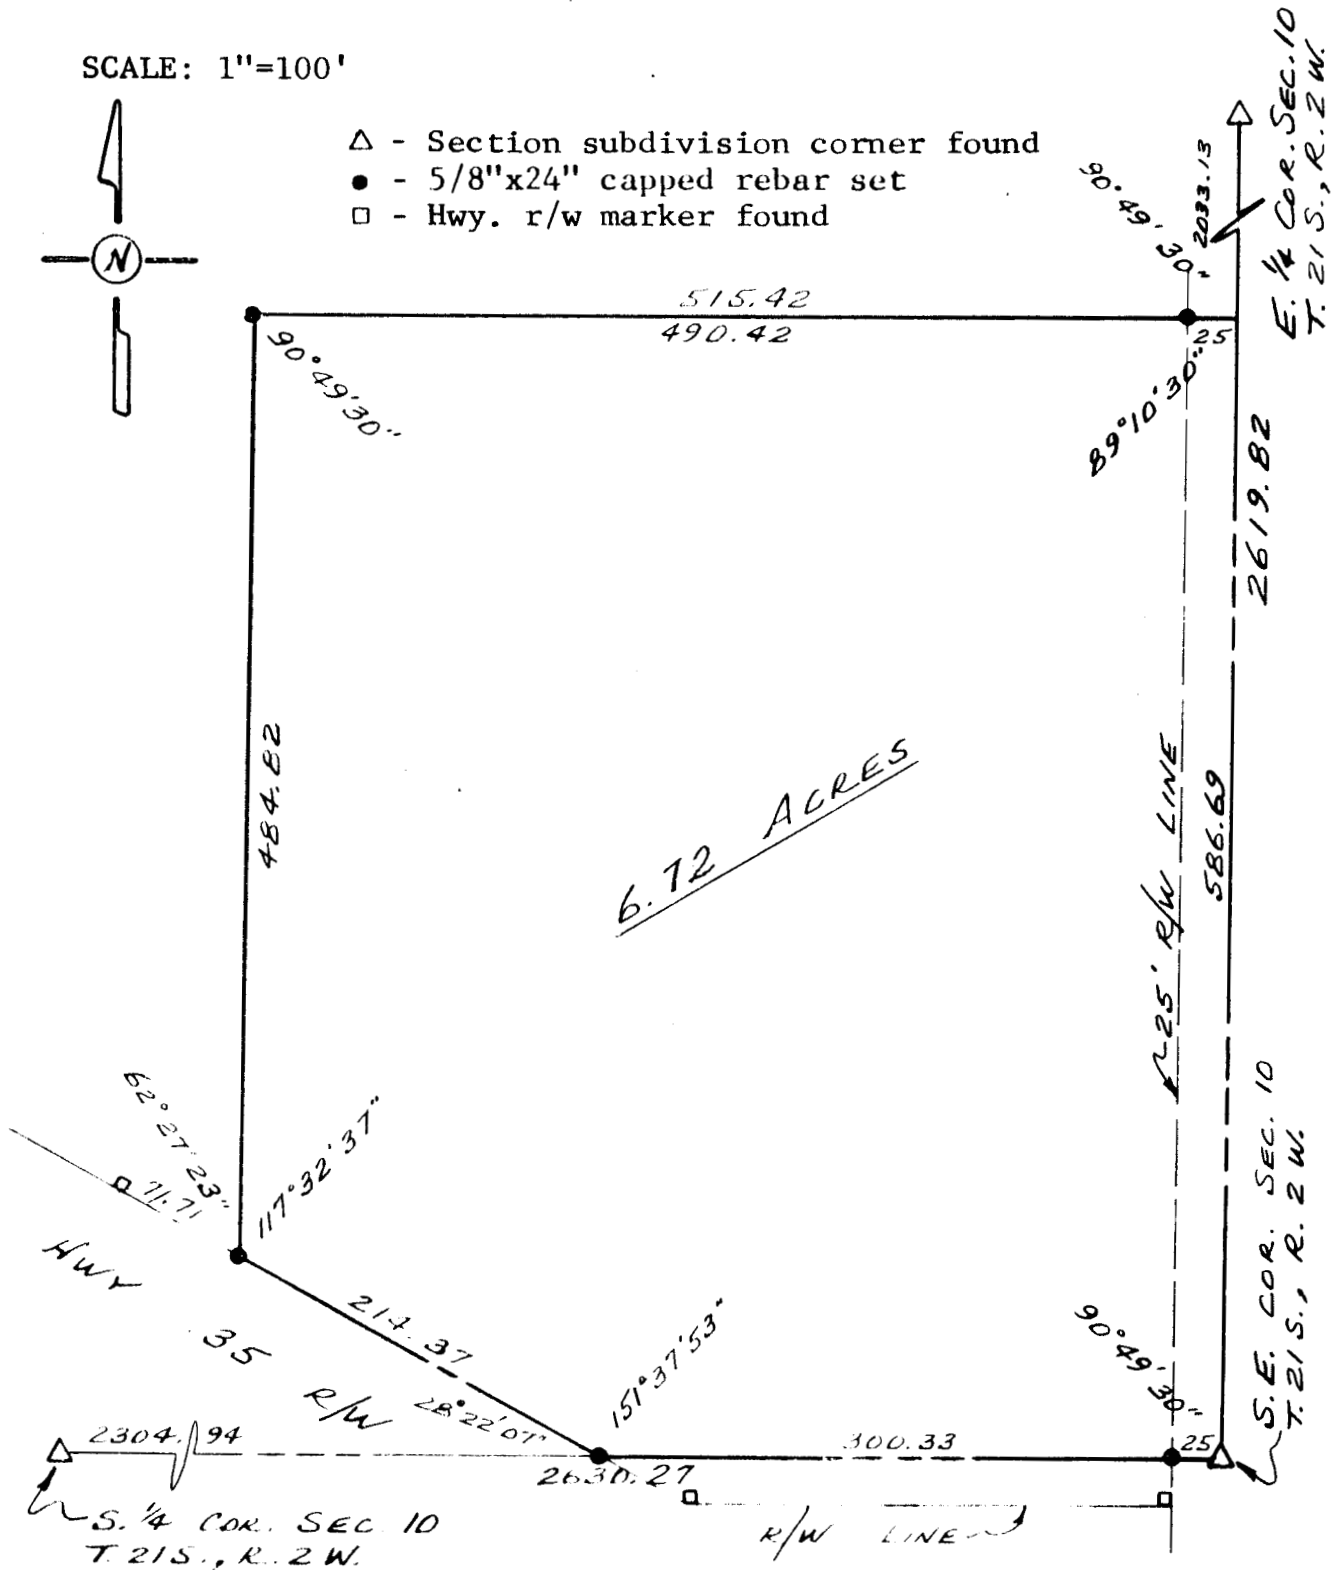 SCALE: 1"=100'
△ - Section subdivision corner found
● - 5/8"x24" capped rebar set
□ - Hwy. r/w marker found
N
E. 1/4 COR. SEC. 10
T. 21 S., R. 2 W.
2033.13
90°49'30"
515.42
490.42
25
90°49'30"
89°10'30"
2619.82
484.82
6.72 ACRES
25' R/W LINE
586.69
62°27'23"
71.71
117°32'37"
HWY 35 R/W
214.37
28°22'07"
151°37'53"
90°49'30"
S.E. COR. SEC. 10
T. 21 S., R. 2 W.
2304.94
300.33
25
2630.27
R/W LINE
S. 1/4 COR. SEC 10
T. 21 S., R. 2 W.